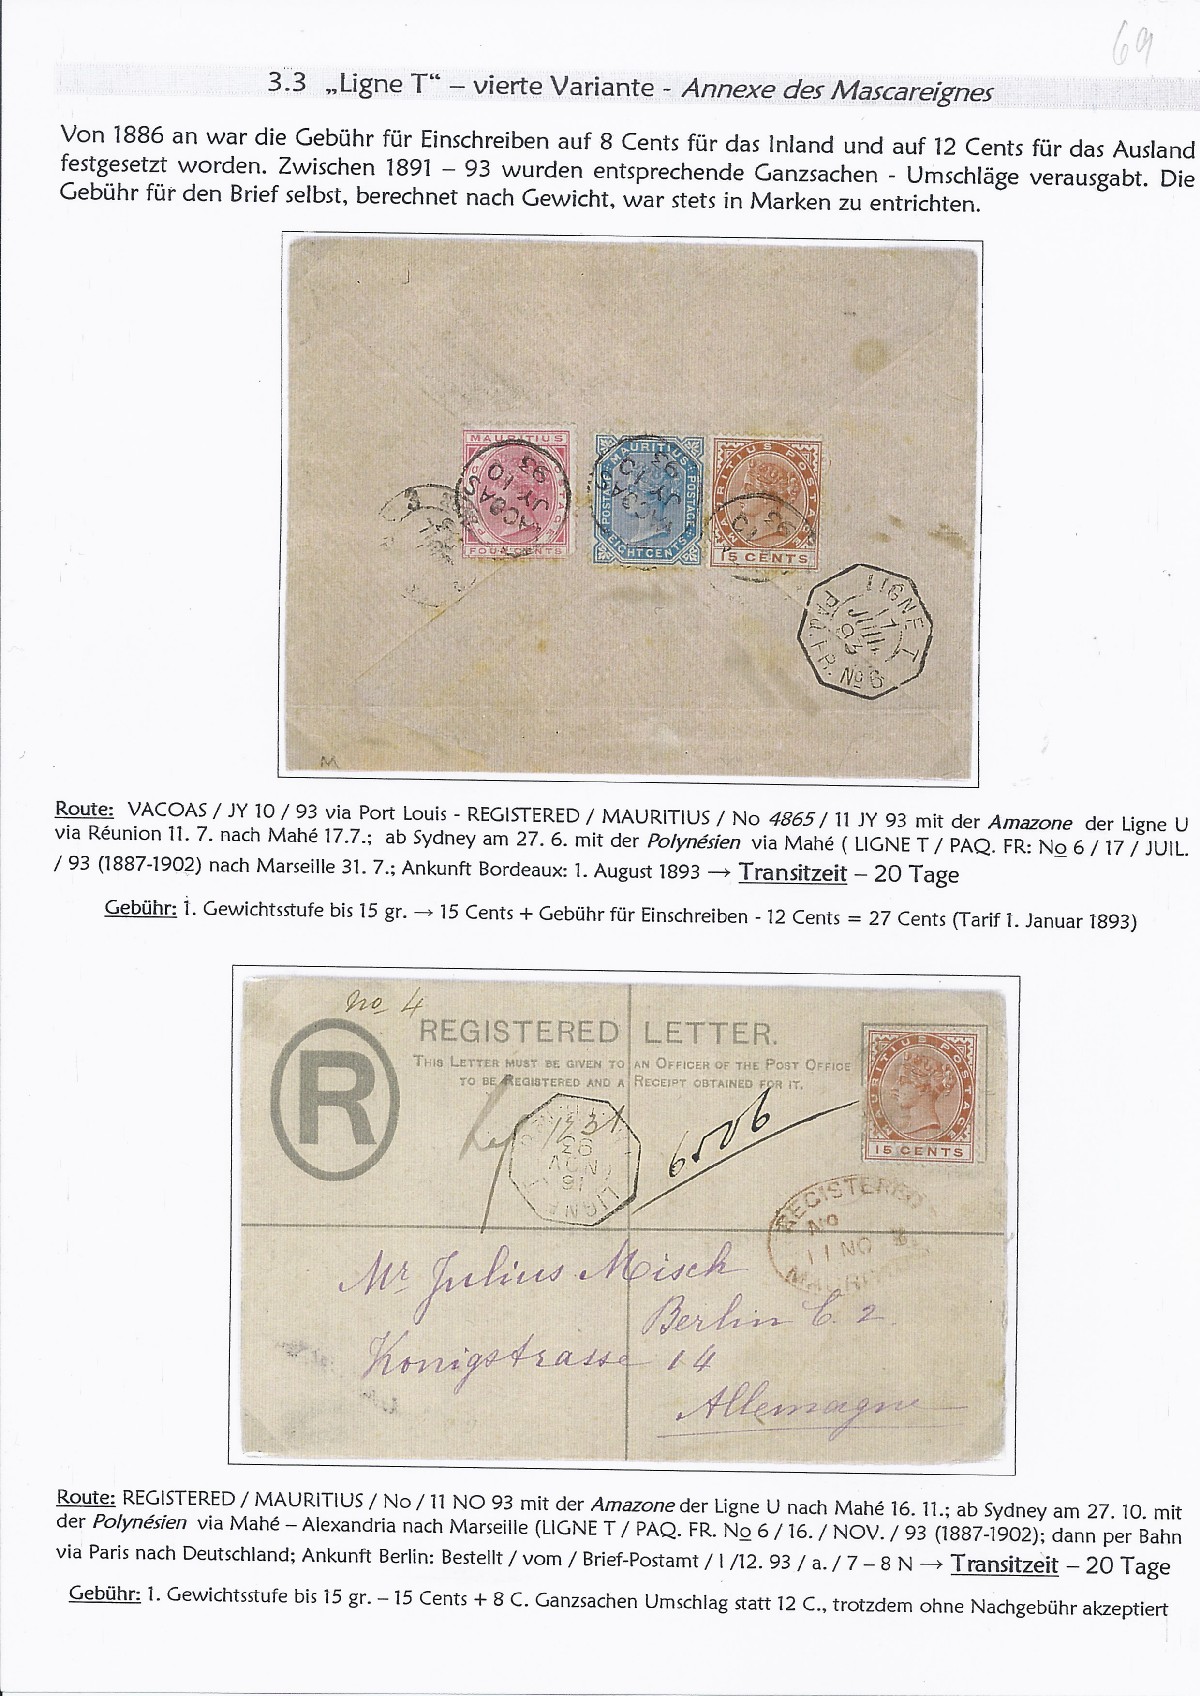 69
3.3 „Ligne T“ – vierte Variante - Annexe des Mascareignes
Von 1886 an war die Gebühr für Einschreiben auf 8 Cents für das Inland und auf 12 Cents für das Ausland
festgesetzt worden. Zwischen 1891 – 93 wurden entsprechende Ganzsachen - Umschläge verausgabt. Die
Gebühr für den Brief selbst, berechnet nach Gewicht, war stets in Marken zu entrichten.
MAURITIUS
POSTAGE
FOUR CENTS
VACOAS
JY 10
93
MAURITIUS
POSTAGE POSTAGE
EIGHT CENTS
VACOAS
JY 10
93
MAURITIUS POSTAGE
15 CENTS
10
93
LIGNE T
17
JUIL
93
PAQ. FR. No 6
M
Route: VACOAS / JY 10 / 93 via Port Louis - REGISTERED / MAURITIUS / No 4865 / 11 JY 93 mit der Amazone der Ligne U
via Réunion 11. 7. nach Mahé 17.7.; ab Sydney am 27. 6. mit der Polynésien via Mahé ( LIGNE T / PAQ. FR: No 6 / 17 / JUIL.
/ 93 (1887-1902) nach Marseille 31. 7.; Ankunft Bordeaux: 1. August 1893 → Transitzeit – 20 Tage
Gebühr: 1. Gewichtsstufe bis 15 gr. → 15 Cents + Gebühr für Einschreiben - 12 Cents = 27 Cents (Tarif 1. Januar 1893)
No 4
REGISTERED LETTER.
THIS LETTER MUST BE GIVEN TO AN OFFICER OF THE POST OFFICE
TO BE REGISTERED AND A RECEIPT OBTAINED FOR IT.
R
MAURITIUS POSTAGE
15 CENTS
LIGNE T
16
NOV
93
6506
REGISTERED
No
11 NO
MAURITIUS
Mr Julius Misch
Berlin C. 2
Königstrasse 14
Allemagne
Route: REGISTERED / MAURITIUS / No / 11 NO 93 mit der Amazone der Ligne U nach Mahé 16. 11.; ab Sydney am 27. 10. mit
der Polynésien via Mahé – Alexandria nach Marseille (LIGNE T / PAQ. FR. No 6 / 16. / NOV. / 93 (1887-1902); dann per Bahn
via Paris nach Deutschland; Ankunft Berlin: Bestellt / vom / Brief-Postamt / 1 /12. 93 / a. / 7 – 8 N → Transitzeit – 20 Tage
Gebühr: 1. Gewichtsstufe bis 15 gr. – 15 Cents + 8 C. Ganzsachen Umschlag statt 12 C., trotzdem ohne Nachgebühr akzeptiert